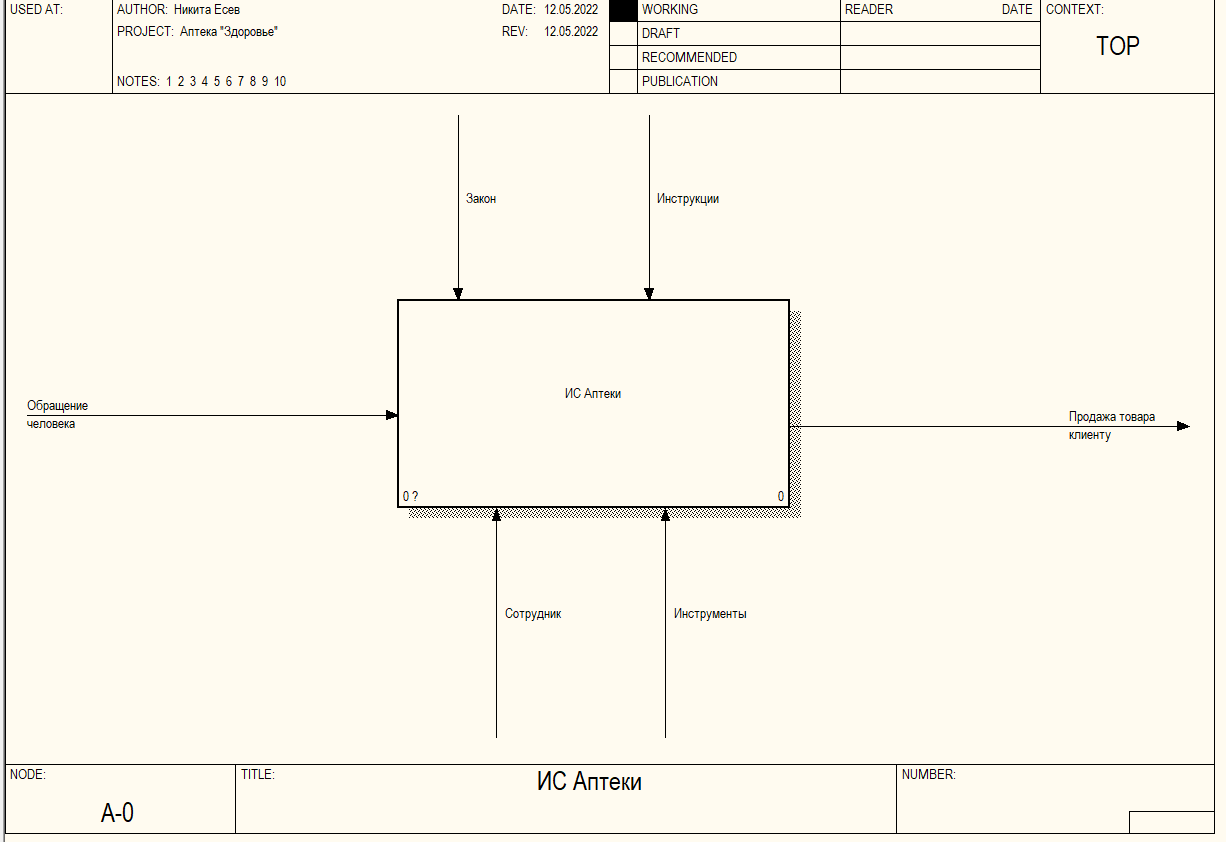 USED AT:
AUTHOR: Никита Есев
DATE: 12.05.2022
PROJECT: Аптека "Здоровье"
REV: 12.05.2022
NOTES: 1 2 3 4 5 6 7 8 9 10
WORKING
DRAFT
RECOMMENDED
PUBLICATION
READER DATE
CONTEXT:
TOP
Закон
Инструкции
Обращение
человека
ИС Аптеки
0 ?
0
Продажа товара
клиенту
Сотрудник
Инструменты
NODE:
A-0
TITLE:
ИС Аптеки
NUMBER: